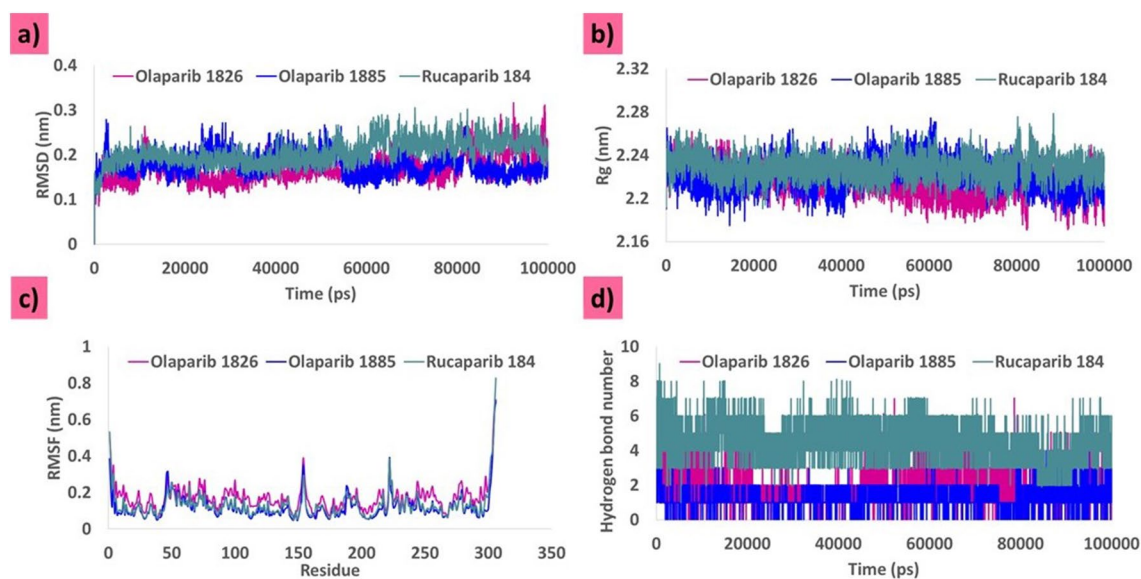 a)
Olaparib 1826 Olaparib 1885 Rucaparib 184
RMSD (nm)
0.4
0.3
0.2
0.1
0
0 20000 40000 60000 80000 100000
Time (ps)
b)
Olaparib 1826 Olaparib 1885 Rucaparib 184
Rg (nm)
2.32
2.28
2.24
2.2
2.16
0 20000 40000 60000 80000 100000
Time (ps)
c)
Olaparib 1826 Olaparib 1885 Rucaparib 184
RMSF (nm)
1
0.8
0.6
0.4
0.2
0
0 50 100 150 200 250 300 350
Residue
d)
Olaparib 1826 Olaparib 1885 Rucaparib 184
Hydrogen bond number
10
8
6
4
2
0
0 20000 40000 60000 80000 100000
Time (ps)